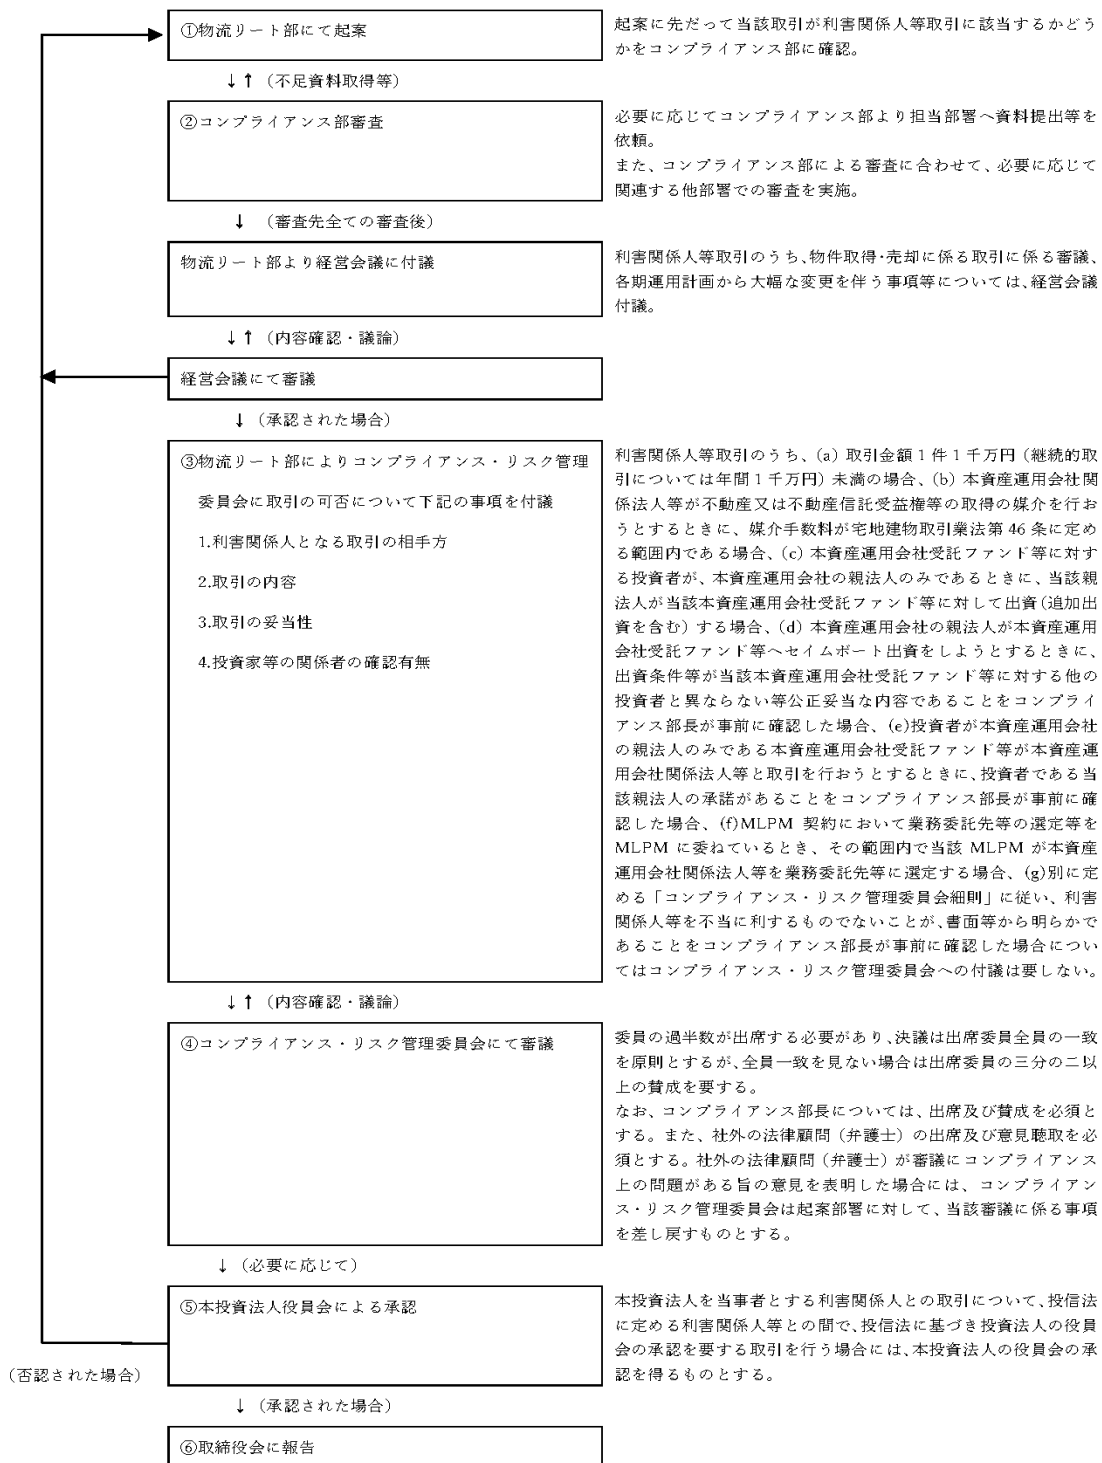 ①物流リート部にて起案
起案に先だって当該取引が利害関係人等取引に該当するかどう
かをコンプライアンス部に確認。
↓↑（不足資料取得等）
②コンプライアンス部審査
必要に応じてコンプライアンス部より担当部署へ資料提出等を
依頼。
また、コンプライアンス部による審査に合わせて、必要に応じて
関連する他部署での審査を実施。
↓（審査先全ての審査後）
物流リート部より経営会議に付議
利害関係人等取引のうち、物件取得・売却に係る取引に係る審議、
各期運用計画から大幅な変更を伴う事項等については、経営会議
付議。
↓↑（内容確認・議論）
経営会議にて審議
↓（承認された場合）
③物流リート部によりコンプライアンス・リスク管理
委員会に取引の可否について下記の事項を付議
1.利害関係人となる取引の相手方
2.取引の内容
3.取引の妥当性
4.投資家等の関係者の確認有無
利害関係人等取引のうち、(a) 取引金額１件１千万円（継続的取
引については年間１千万円）未満の場合、(b) 本資産運用会社関
係法人等が不動産又は不動産信託受益権等の取得の媒介を行お
うとするときに、媒介手数料が宅地建物取引業法第 46 条に定め
る範囲内である場合、(c) 本資産運用会社受託ファンド等に対す
る投資者が、本資産運用会社の親法人のみであるときに、当該親
法人が当該本資産運用会社受託ファンド等に対して出資（追加出
資を含む）する場合、(d) 本資産運用会社の親法人が本資産運用
会社受託ファンド等へセイムボート出資をしようとするときに、
出資条件等が当該本資産運用会社受託ファンド等に対する他の
投資者と異ならない等公正妥当な内容であることをコンプライ
アンス部長が事前に確認した場合、(e)投資者が本資産運用会社
の親法人のみである本資産運用会社受託ファンド等が本資産運
用会社関係法人等と取引を行おうとするときに、投資者である当
該親法人の承諾があることをコンプライアンス部長が事前に確
認した場合、(f)MLPM 契約において業務委託先等の選定等を
MLPM に委ねているとき、その範囲内で当該 MLPM が本資産
運用会社関係法人等を業務委託先等に選定する場合、(g)別に定
める「コンプライアンス・リスク管理委員会細則」に従い、利害
関係人等を不当に利するものでないことが、書面等から明らかで
あることをコンプライアンス部長が事前に確認した場合につい
てはコンプライアンス・リスク管理委員会への付議は要しない。
↓↑（内容確認・議論）
④コンプライアンス・リスク管理委員会にて審議
委員の過半数が出席する必要があり、決議は出席委員全員の一致
を原則とするが、全員一致を見ない場合は出席委員の三分の二以
上の賛成を要する。
なお、コンプライアンス部長については、出席及び賛成を必須と
する。また、社外の法律顧問（弁護士）の出席及び意見聴取を必
須とする。社外の法律顧問（弁護士）が審議にコンプライアンス
上の問題がある旨の意見を表明した場合には、コンプライアン
ス・リスク管理委員会は起案部署に対して、当該審議に係る事項
を差し戻すものとする。
↓（必要に応じて）
⑤本投資法人役員会による承認
本投資法人を当事者とする利害関係人との取引について、投信法
に定める利害関係人等との間で、投信法に基づき投資法人の役員
会の承認を要する取引を行う場合には、本投資法人の役員会の承
認を得るものとする。
（否認された場合）
↓（承認された場合）
⑥取締役会に報告